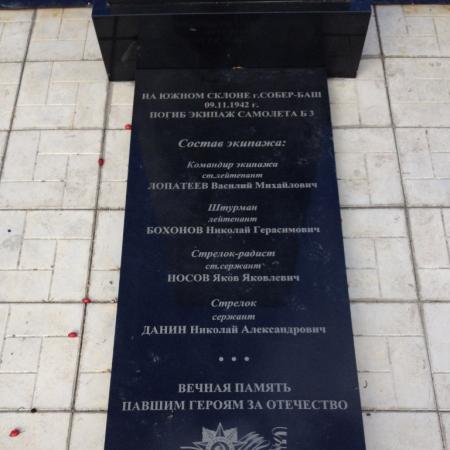 НА ЮЖНОМ СКЛОНЕ г.СОБЕР-БАШ
09.11.1942 г.
ПОГИБ ЭКИПАЖ САМОЛЕТА Б 3
Состав экипажа:
Командир экипажа
ст.лейтенант
ЛОПАТЕЕВ Василий Михайлович
Штурман
лейтенант
БОХОНОВ Николай Герасимович
Стрелок-радист
ст.сержант
НОСОВ Яков Яковлевич
Стрелок
сержант
ДАНИН Николай Александрович
• • •
ВЕЧНАЯ ПАМЯТЬ
ПАВШИМ ГЕРОЯМ ЗА ОТЕЧЕСТВО